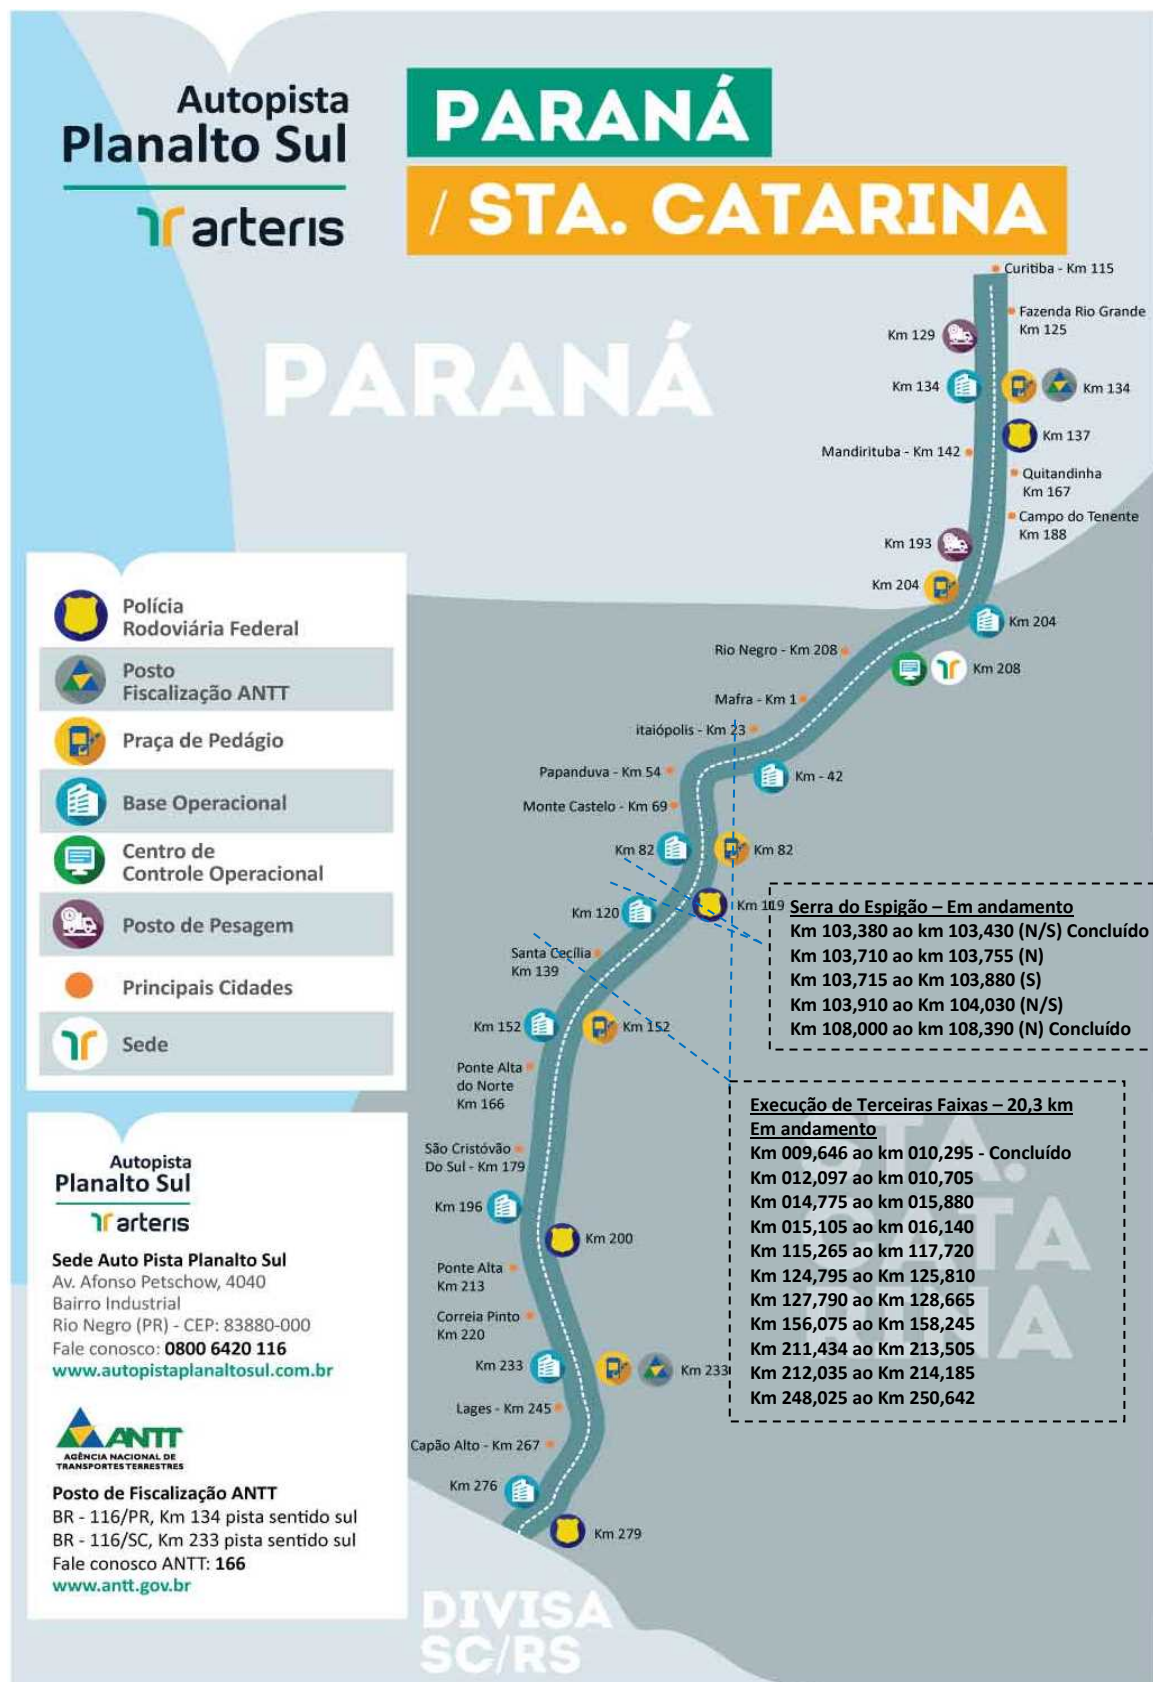 Autopista
Planalto Sul
arteris
PARANÁ
/ STA. CATARINA
PARANÁ
Curitiba - Km 115
Fazenda Rio Grande
Km 125
Km 129
Km 134
Km 134
Km 137
Mandirituba - Km 142
Quitandinha
Km 167
Campo do Tenente
Km 188
Km 193
Km 204
Km 204
Rio Negro - Km 208
Km 208
Mafra - Km 1
itaiópolis - Km 23
Papanduva - Km 54
Km - 42
Monte Castelo - Km 69
Km 82
Km 82
Km 120
Km 119
Santa Cecília
Km 139
Km 152
Km 152
Ponte Alta
do Norte
Km 166
São Cristóvão
Do Sul - Km 179
Km 196
Km 200
Ponte Alta
Km 213
Correia Pinto
Km 220
Km 233
Km 233
Lages - Km 245
Capão Alto - Km 267
Km 276
Km 279
Serra do Espigão – Em andamento
Km 103,380 ao km 103,430 (N/S) Concluído
Km 103,710 ao km 103,755 (N)
Km 103,715 ao Km 103,880 (S)
Km 103,910 ao Km 104,030 (N/S)
Km 108,000 ao km 108,390 (N) Concluído
Execução de Terceiras Faixas – 20,3 km
Em andamento
Km 009,646 ao km 010,295 - Concluído
Km 012,097 ao km 010,705
Km 014,775 ao km 015,880
Km 015,105 ao km 016,140
Km 115,265 ao km 117,720
Km 124,795 ao Km 125,810
Km 127,790 ao Km 128,665
Km 156,075 ao Km 158,245
Km 211,434 ao Km 213,505
Km 212,035 ao Km 214,185
Km 248,025 ao Km 250,642
STA.
CATA
RINA
Polícia
Rodoviária Federal
Posto
Fiscalização ANTT
Praça de Pedágio
Base Operacional
Centro de
Controle Operacional
Posto de Pesagem
Principais Cidades
Sede
Autopista
Planalto Sul
arteris
Sede Auto Pista Planalto Sul
Av. Afonso Petschow, 4040
Bairro Industrial
Rio Negro (PR) - CEP: 83880-000
Fale conosco: 0800 6420 116
www.autopistaplanaltosul.com.br
ANTT
AGÊNCIA NACIONAL DE
TRANSPORTES TERRESTRES
Posto de Fiscalização ANTT
BR - 116/PR, Km 134 pista sentido sul
BR - 116/SC, Km 233 pista sentido sul
Fale conosco ANTT: 166
www.antt.gov.br
DIVISA
SC/RS